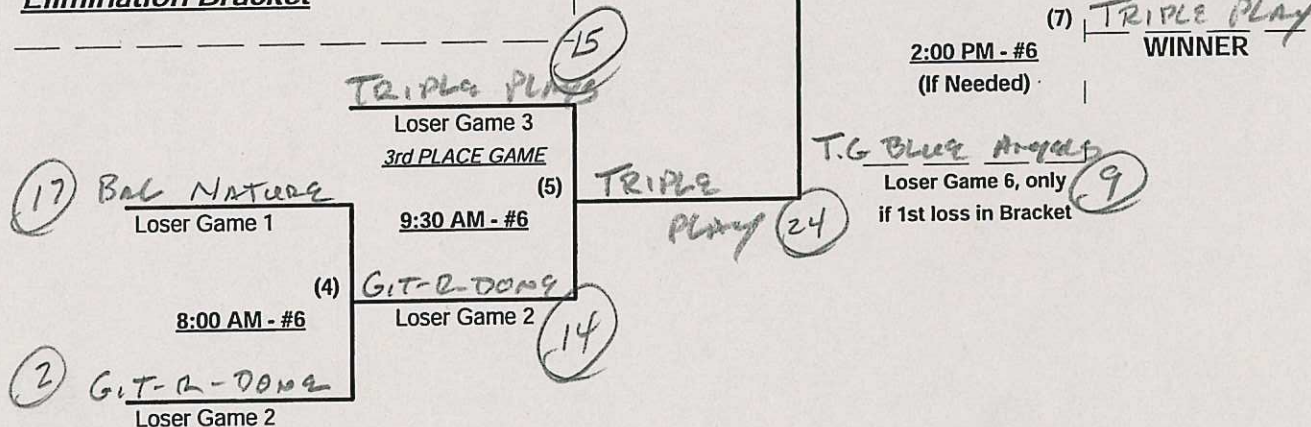 Elimination Bracket
(7) TRIPLE PLAY
WINNER
2:00 PM - #6
(If Needed)
15
TRIPLE PLAYS
Loser Game 3
3rd PLACE GAME
(5)
9:30 AM - #6
TRIPLE
PLAY 24
T.G BLUE Angels
Loser Game 6, only
if 1st loss in Bracket
9
17 BAC NATURE
Loser Game 1
(4)
8:00 AM - #6
GIT-R-DONE
Loser Game 2
14
2 GIT-R-DONE
Loser Game 2